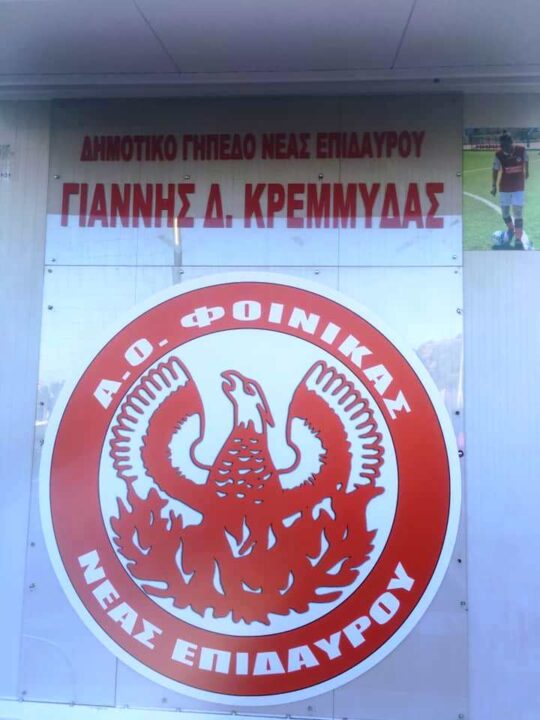 ΔΗΜΟΤΙΚΟ ΓΗΠΕΔΟ ΝΕΑΣ ΕΠΙΔΑΥΡΟΥ
ΓΙΑΝΝΗΣ Δ. ΚΡΕΜΜΥΔΑΣ
Α.Ο. ΦΟΙΝΙΚΑΣ
ΝΕΑΣ ΕΠΙΔΑΥΡΟΥ